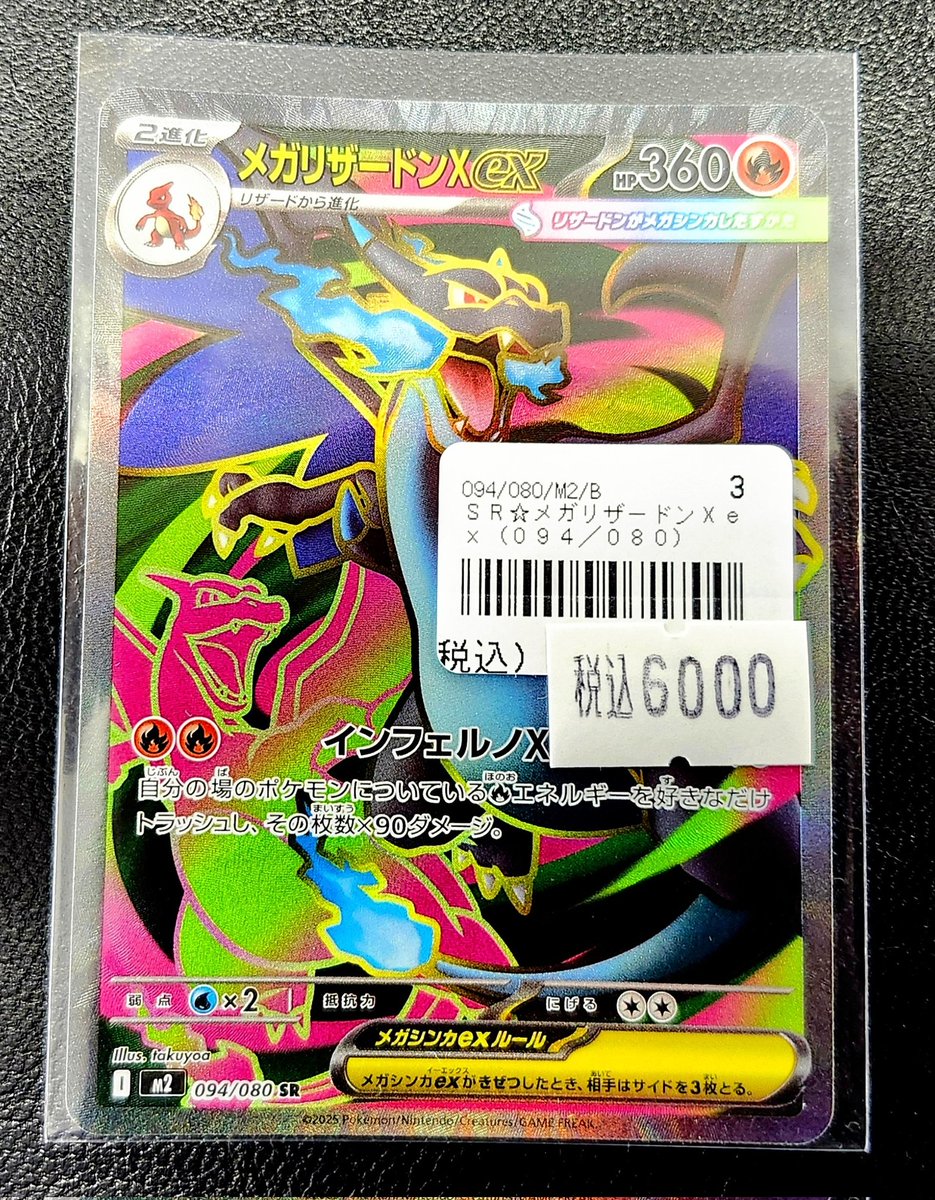 2進化
メガリザードンXex
HP360
リザードから進化
リザードンがメガシンカしたすがた
094/080/M2/B 3
SR☆メガリザードンXe
x(094/080)
税込)
税込6000
インフェルノX
自分の場のポケモンについているエネルギーを好きなだけ
トラッシュし、その枚数×90ダメージ。
弱点 ×2 抵抗力 にげる
メガシンカexルール
メガシンカexがきぜつしたとき、相手はサイドを3枚とる。
Illus. takuyoa
I M2 094/080 SR
©2025 Pokémon/Nintendo/Creatures/GAME FREAK.